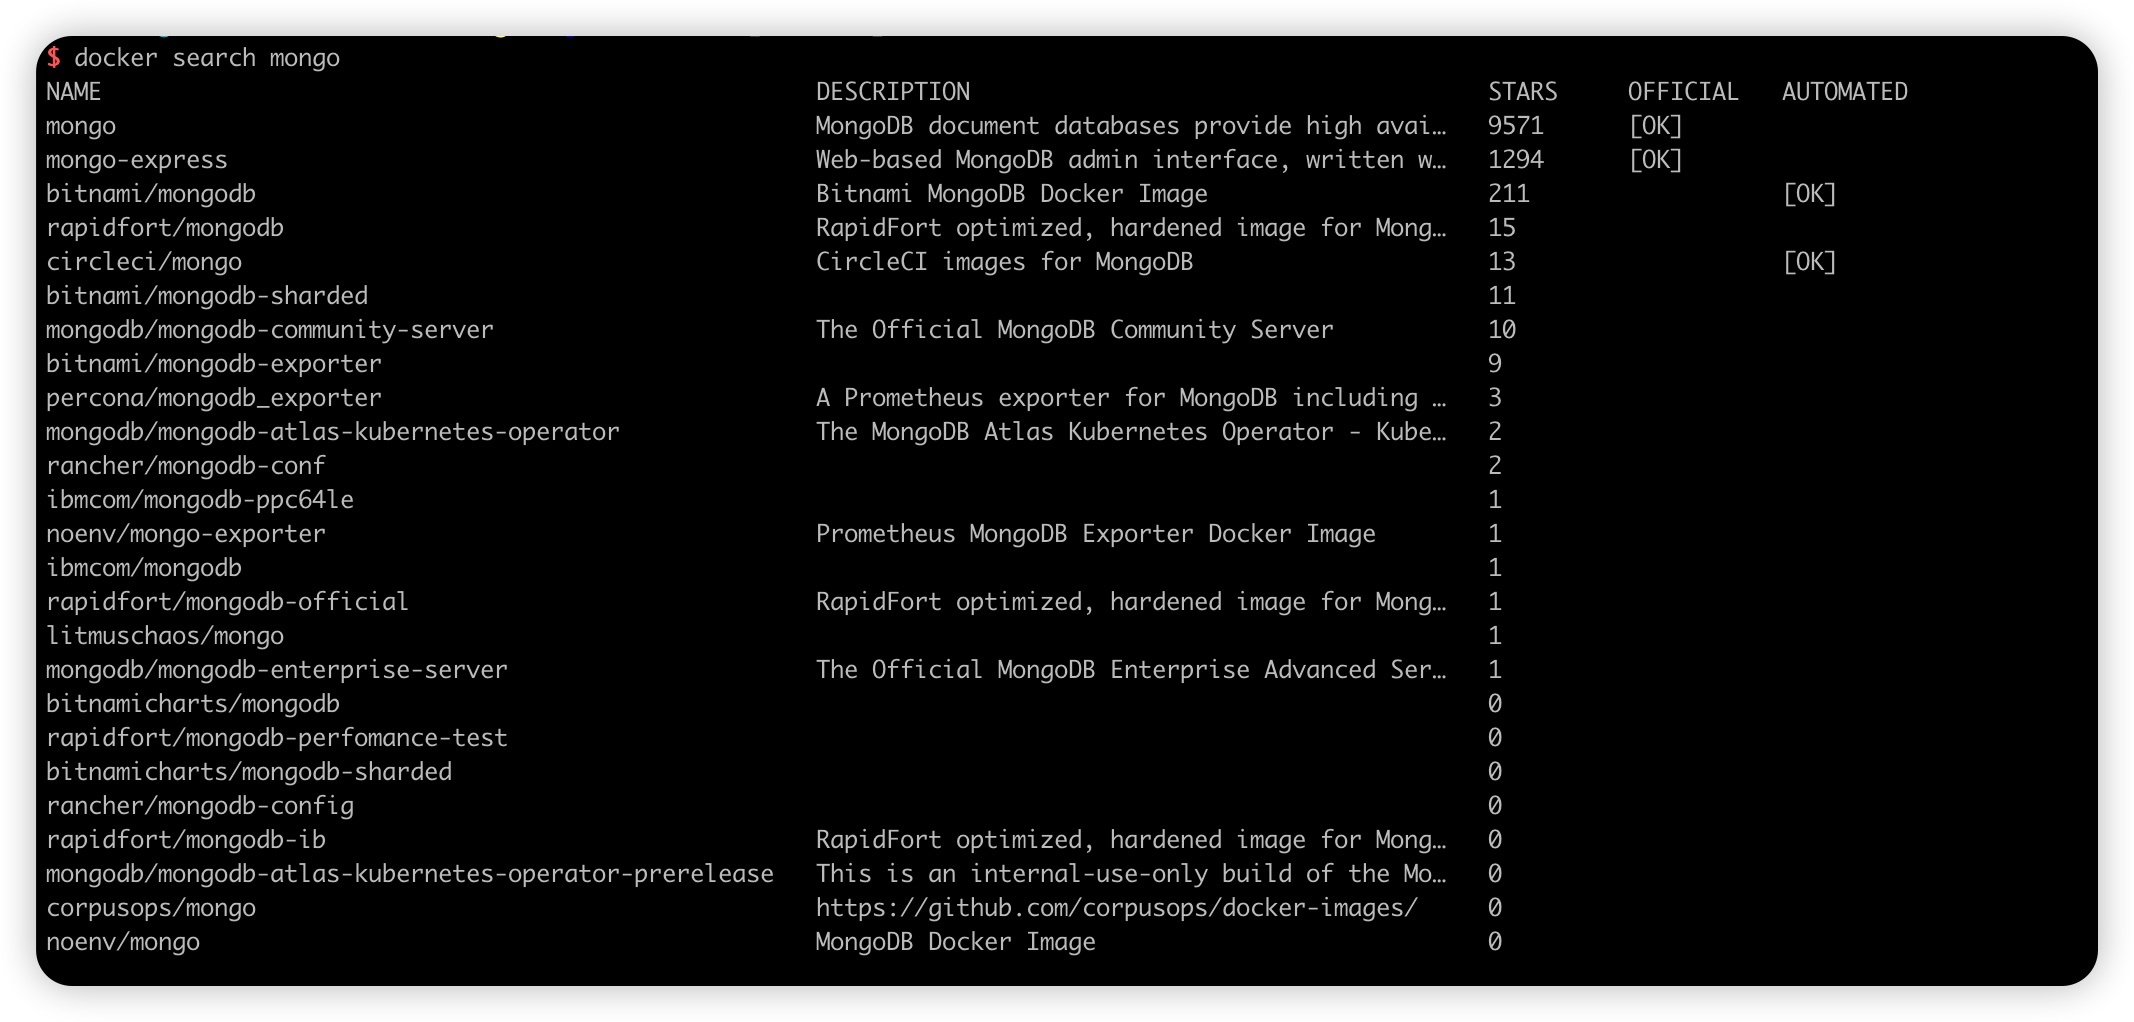 $ docker search mongo
NAME DESCRIPTION STARS OFFICIAL AUTOMATED
mongo MongoDB document databases provide high avai… 9571 [OK]
mongo-express Web-based MongoDB admin interface, written w… 1294 [OK]
bitnami/mongodb Bitnami MongoDB Docker Image 211 [OK]
rapidfort/mongodb RapidFort optimized, hardened image for Mong… 15
circleci/mongo CircleCI images for MongoDB 13 [OK]
bitnami/mongodb-sharded 11
mongodb/mongodb-community-server The Official MongoDB Community Server 10
bitnami/mongodb-exporter 9
percona/mongodb_exporter A Prometheus exporter for MongoDB including … 3
mongodb/mongodb-atlas-kubernetes-operator The MongoDB Atlas Kubernetes Operator - Kube… 2
rancher/mongodb-conf 2
ibmcom/mongodb-ppc64le 1
noenv/mongo-exporter Prometheus MongoDB Exporter Docker Image 1
ibmcom/mongodb 1
rapidfort/mongodb-official RapidFort optimized, hardened image for Mong… 1
litmuschaos/mongo 1
mongodb/mongodb-enterprise-server The Official MongoDB Enterprise Advanced Ser… 1
bitnamicharts/mongodb 0
rapidfort/mongodb-perfomance-test 0
bitnamicharts/mongodb-sharded 0
rancher/mongodb-config 0
rapidfort/mongodb-ib RapidFort optimized, hardened image for Mong… 0
mongodb/mongodb-atlas-kubernetes-operator-prerelease This is an internal-use-only build of the Mo… 0
corpusops/mongo https://github.com/corpusops/docker-images/ 0
noenv/mongo MongoDB Docker Image 0